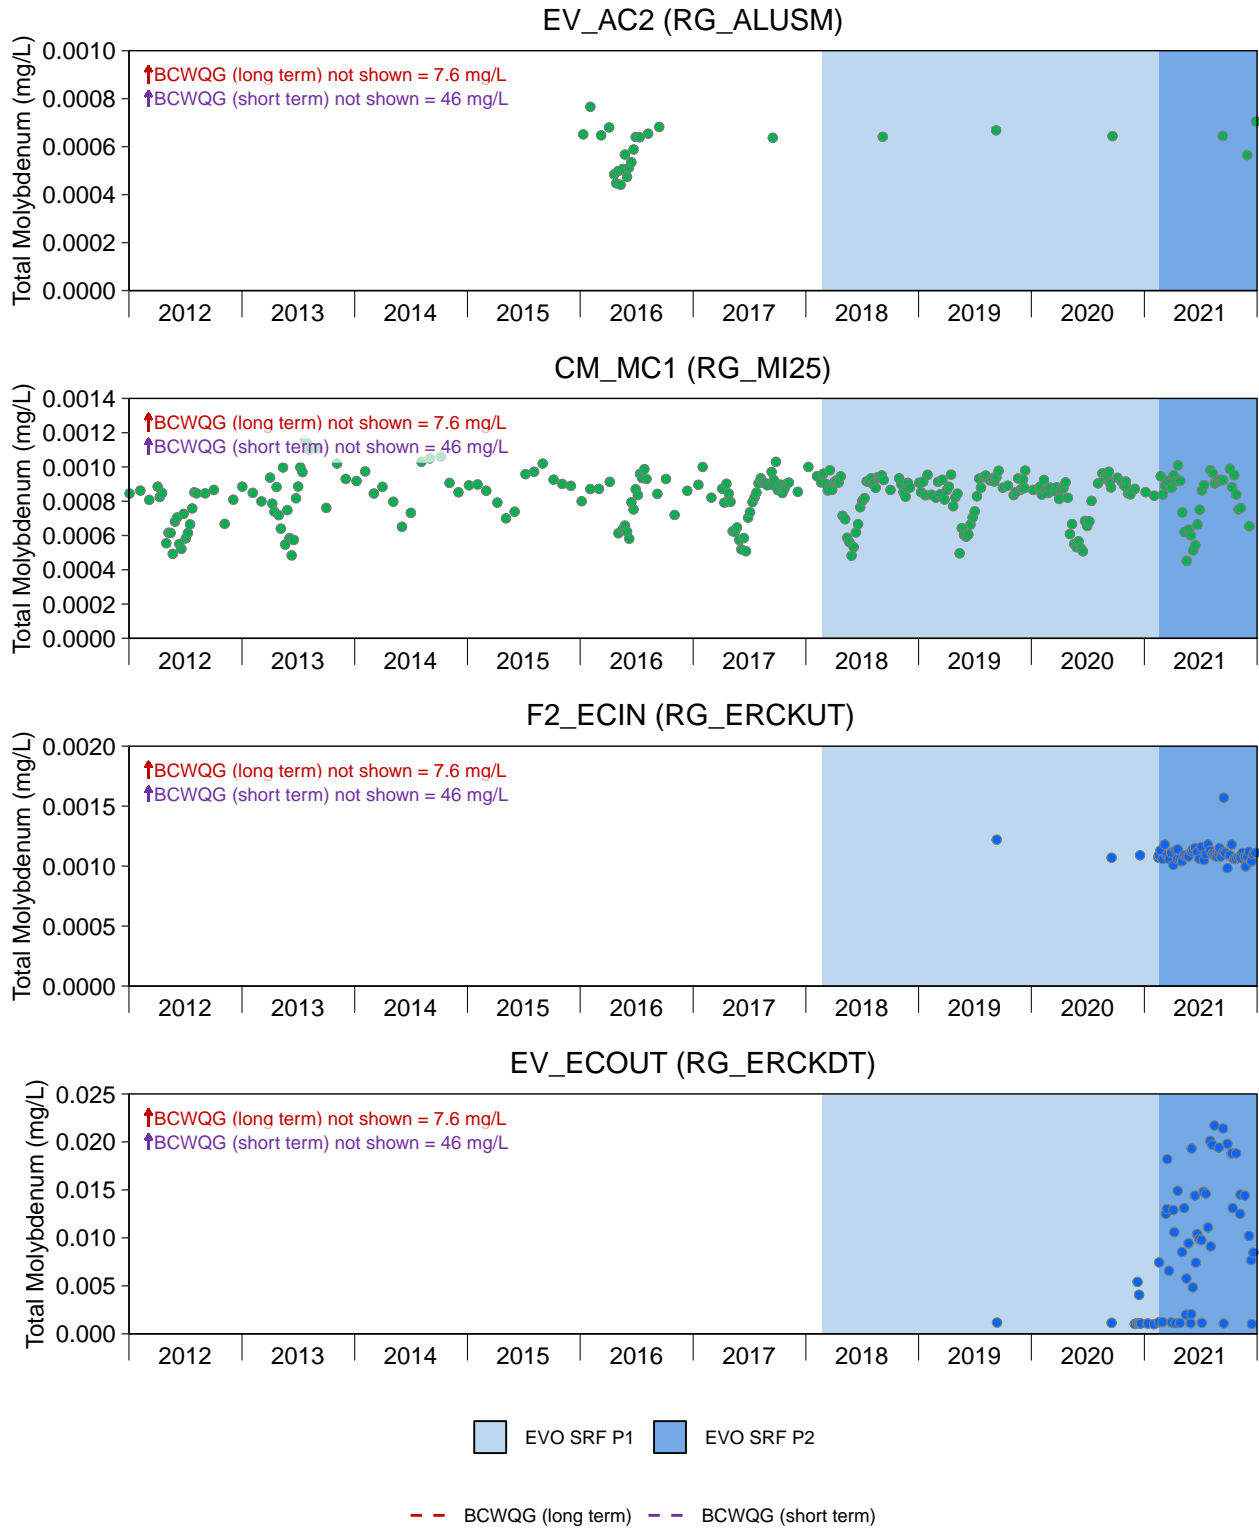 EV_AC2 (RG_ALUSM)
Total Molybdenum (mg/L)
0.0010
0.0008
0.0006
0.0004
0.0002
0.0000
↑BCWQG (long term) not shown = 7.6 mg/L
↑BCWQG (short term) not shown = 46 mg/L
2012 2013 2014 2015 2016 2017 2018 2019 2020 2021
CM_MC1 (RG_MI25)
Total Molybdenum (mg/L)
0.0014
0.0012
0.0010
0.0008
0.0006
0.0004
0.0002
0.0000
↑BCWQG (long term) not shown = 7.6 mg/L
↑BCWQG (short term) not shown = 46 mg/L
2012 2013 2014 2015 2016 2017 2018 2019 2020 2021
F2_ECIN (RG_ERCKUT)
Total Molybdenum (mg/L)
0.0020
0.0015
0.0010
0.0005
0.0000
↑BCWQG (long term) not shown = 7.6 mg/L
↑BCWQG (short term) not shown = 46 mg/L
2012 2013 2014 2015 2016 2017 2018 2019 2020 2021
EV_ECOUT (RG_ERCKDT)
Total Molybdenum (mg/L)
0.025
0.020
0.015
0.010
0.005
0.000
↑BCWQG (long term) not shown = 7.6 mg/L
↑BCWQG (short term) not shown = 46 mg/L
2012 2013 2014 2015 2016 2017 2018 2019 2020 2021
EVO SRF P1 EVO SRF P2
BCWQG (long term) BCWQG (short term)